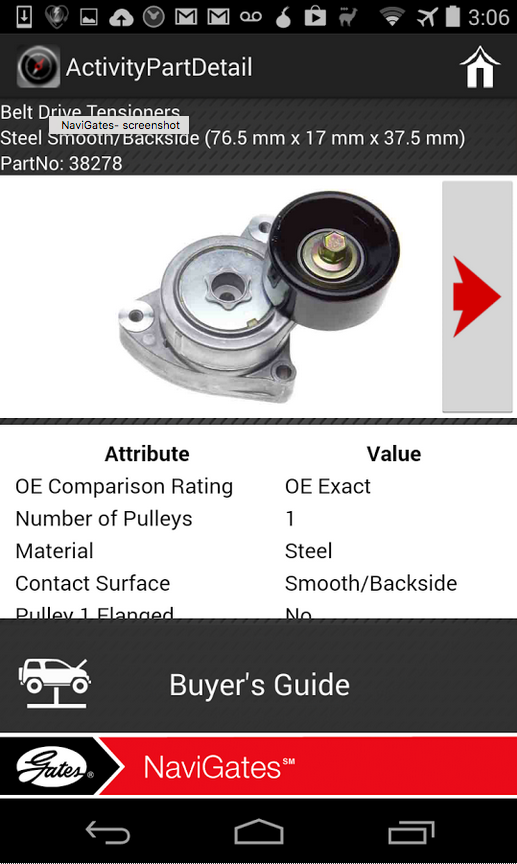 3:06
ActivityPartDetail
Belt Drive Tensioners
NaviGates- screenshot
Steel Smooth/Backside (76.5 mm x 17 mm x 37.5 mm)
PartNo: 38278
Attribute Value
OE Comparison Rating OE Exact
Number of Pulleys 1
Material Steel
Contact Surface Smooth/Backside
Pulley 1 Flanged No
Buyer's Guide
Gates® NaviGates℠